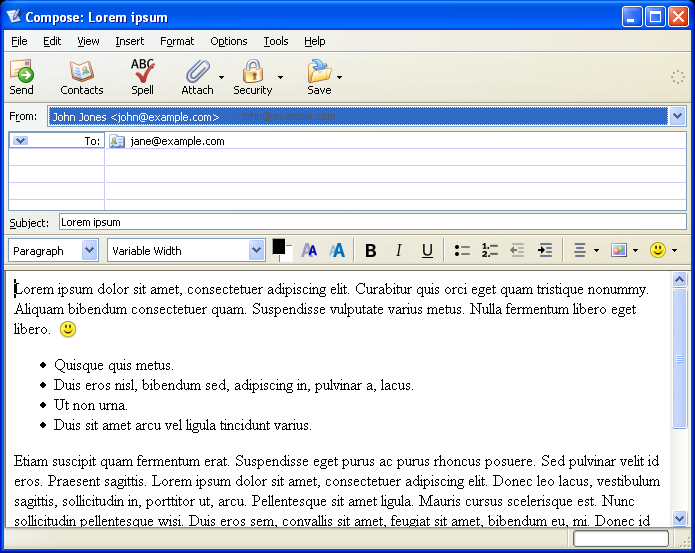 Compose: Lorem ipsum
File Edit View Insert Format Options Tools Help
ABC
Send Contacts Spell Attach Security Save
From: John Jones <john@example.com> - john@example.com
To: jane@example.com
Subject: Lorem ipsum
Paragraph Variable Width A A A A B I U
Lorem ipsum dolor sit amet, consectetuer adipiscing elit. Curabitur quis orci eget quam tristique nonummy.
Aliquam bibendum consectetuer quam. Suspendisse vulputate varius metus. Nulla fermentum libero eget
libero.
• Quisque quis metus.
• Duis eros nisl, bibendum sed, adipiscing in, pulvinar a, lacus.
• Ut non urna.
• Duis sit amet arcu vel ligula tincidunt varius.
Etiam suscipit quam fermentum erat. Suspendisse eget purus ac purus rhoncus posuere. Sed pulvinar velit id
eros. Praesent sagittis. Lorem ipsum dolor sit amet, consectetuer adipiscing elit. Donec leo lacus, vestibulum
sagittis, sollicitudin in, porttitor ut, arcu. Pellentesque sit amet ligula. Mauris cursus scelerisque est. Nunc
sollicitudin pellentesque wisi. Duis eros sem, convallis sit amet, feugiat sit amet, bibendum eu, mi. Donec id